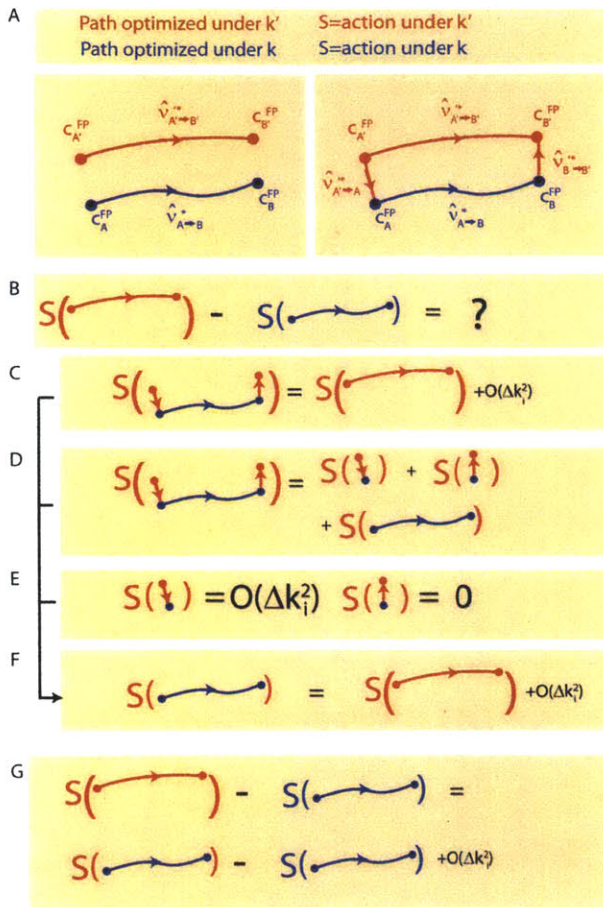 A
Path optimized under k' S=action under k'
Path optimized under k S=action under k
C_A'^FP ν̂*_A'→B' C_B'^FP
C_A^FP ν̂*_A→B C_B^FP
C_A'^FP ν̂'*_A'→B' C_B'^FP
ν̂'*_A'→A ν̂'*_B→B'
C_A^FP ν̂*_A→B C_B^FP
B
S( ) - S( ) = ?
C
S( ) = S( ) +O(Δk_i^2)
D
S( ) = S( ) + S( )
+ S( )
E
S( ) = O(Δk_i^2) S( ) = 0
F
S( ) = S( ) +O(Δk_i^2)
G
S( ) - S( ) =
S( ) - S( ) +O(Δk_i^2)